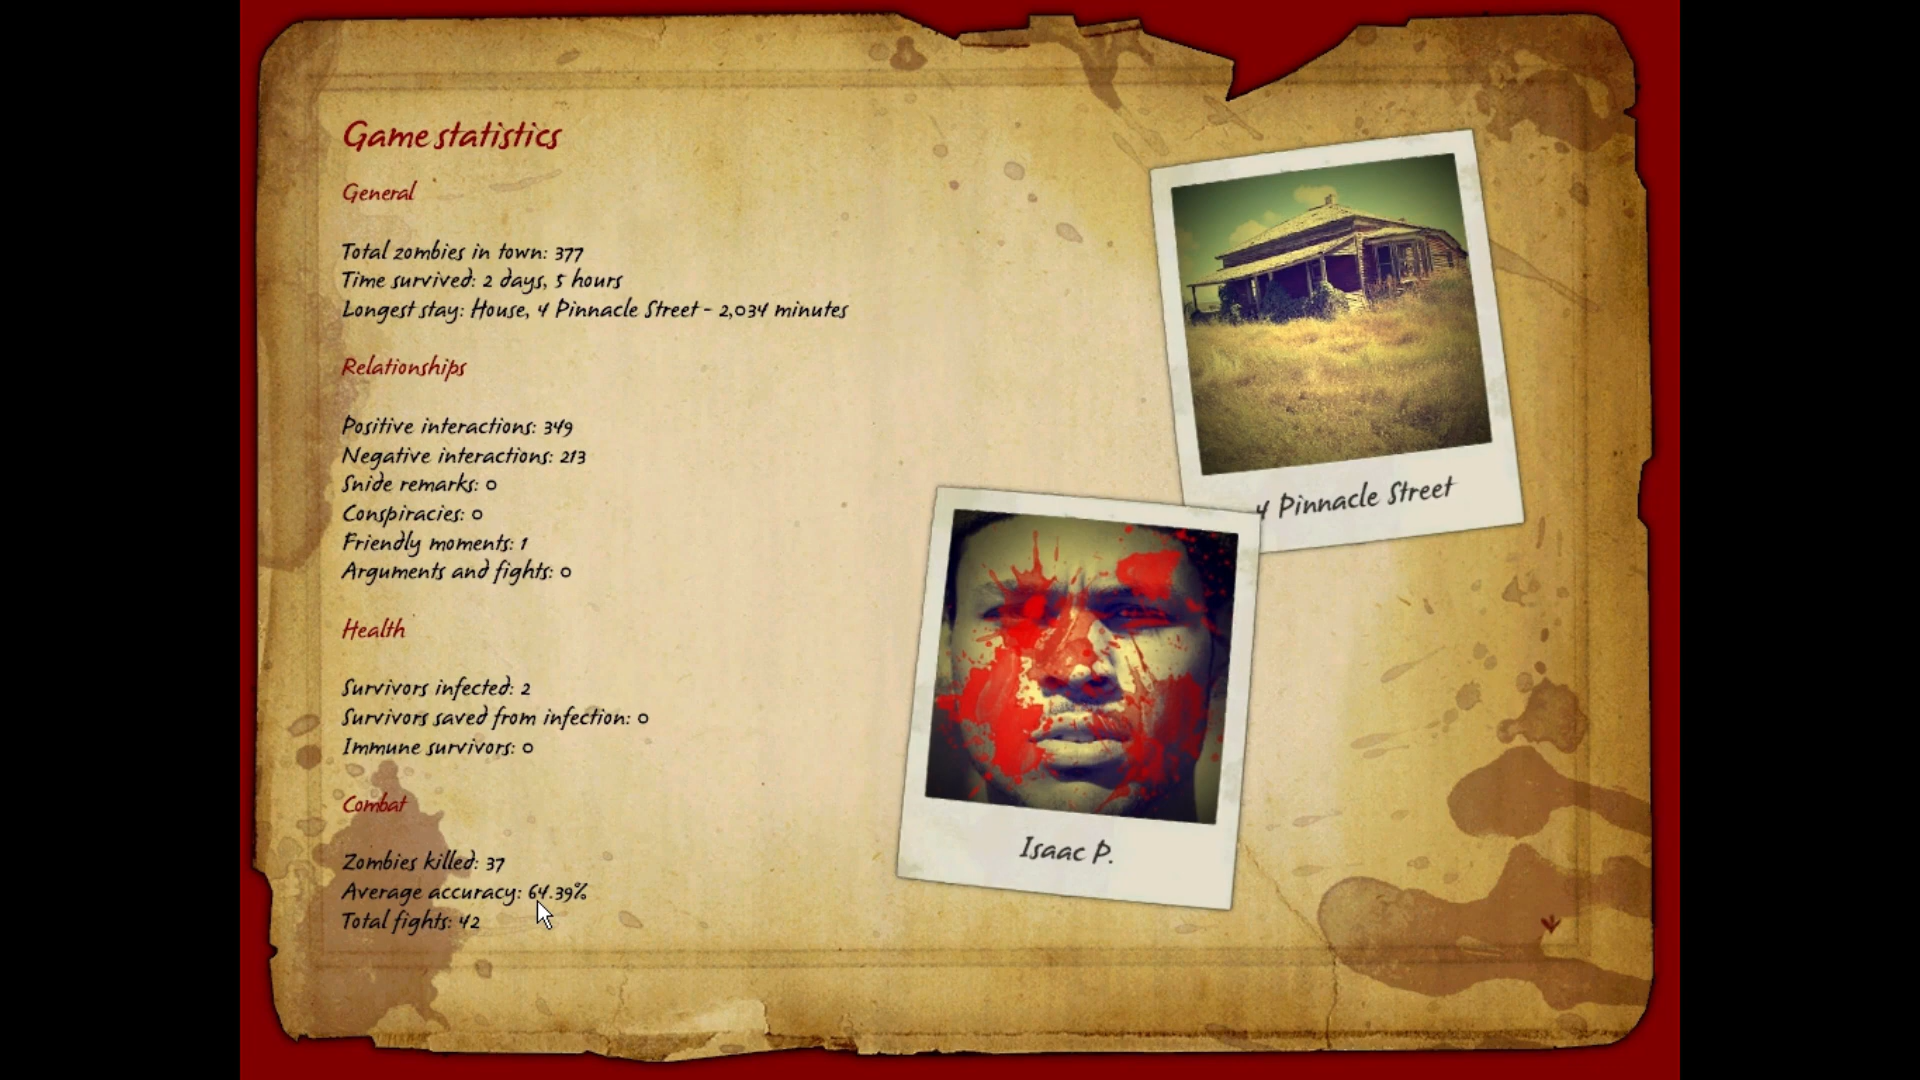 Game statistics
General
Total zombies in town: 377
Time survived: 2 days, 5 hours
Longest stay: House, 4 Pinnacle Street - 2,034 minutes
Relationships
Positive interactions: 349
Negative interactions: 213
Snide remarks: 0
Conspiracies: 0
Friendly moments: 1
Arguments and fights: 0
Health
Survivors infected: 2
Survivors saved from infection: 0
Immune survivors: 0
Combat
Zombies killed: 37
Average accuracy: 64.39%
Total fights: 42
4 Pinnacle Street
Isaac P.